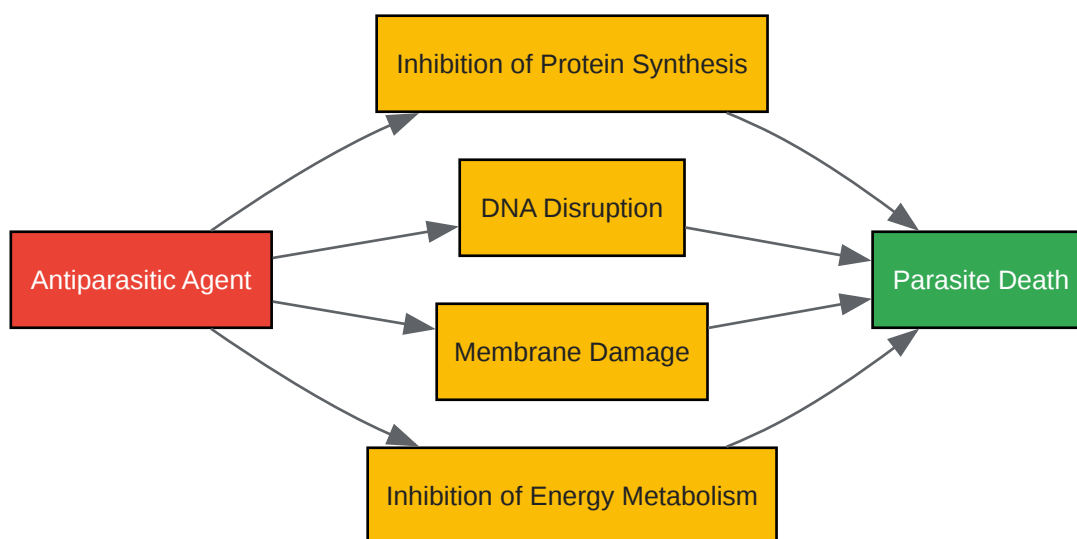 Inhibition of Protein Synthesis
DNA Disruption
Antiparasitic Agent
Parasite Death
Membrane Damage
Inhibition of Energy Metabolism